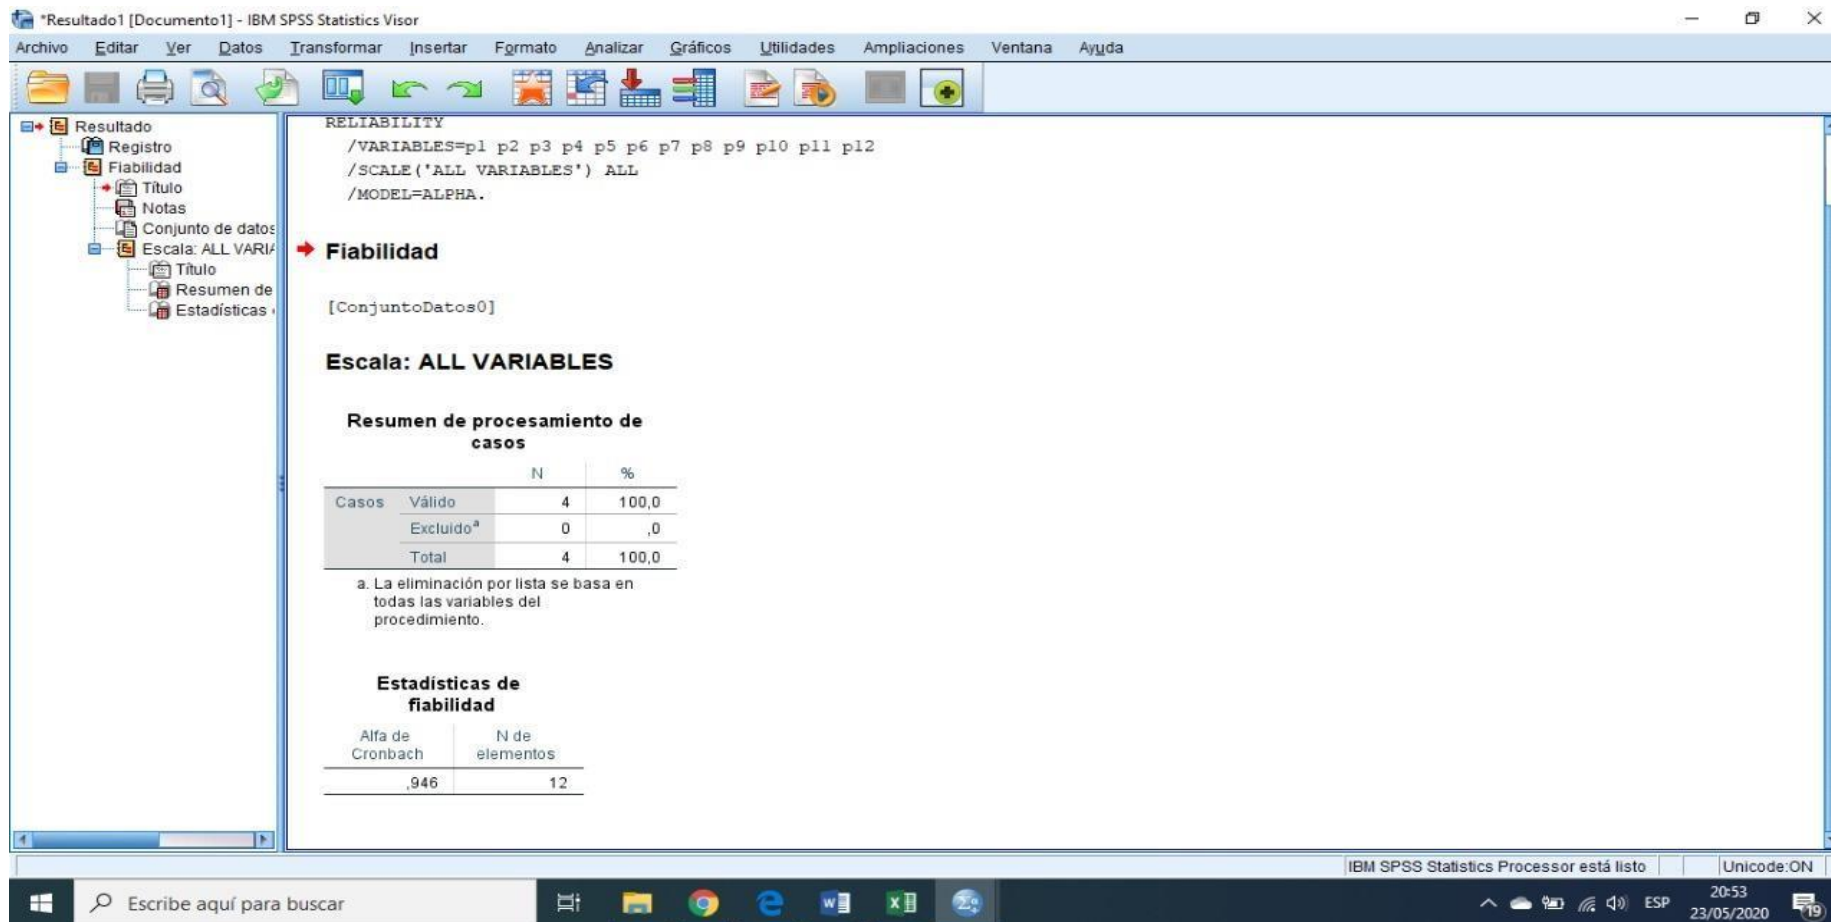 *Resultado1 [Documento1] - IBM SPSS Statistics Visor
Archivo Editar Ver Datos Transformar Insertar Formato Analizar Gráficos Utilidades Ampliaciones Ventana Ayuda
Resultado
Registro
Fiabilidad
Título
Notas
Conjunto de datos
Escala: ALL VARIA
Título
Resumen de
Estadísticas
RELIABILITY
/VARIABLES=p1 p2 p3 p4 p5 p6 p7 p8 p9 p10 p11 p12
/SCALE('ALL VARIABLES') ALL
/MODEL=ALPHA.
Fiabilidad
[ConjuntoDatos0]
Escala: ALL VARIABLES
Resumen de procesamiento de
casos
N %
Casos Válido 4 100,0
Excluidoª 0 ,0
Total 4 100,0
a. La eliminación por lista se basa en
todas las variables del
procedimiento.
Estadísticas de
fiabilidad
Alfa de N de
Cronbach elementos
,946 12
IBM SPSS Statistics Processor está listo Unicode:ON
Escribe aquí para buscar
ESP
20:53
23/05/2020
19